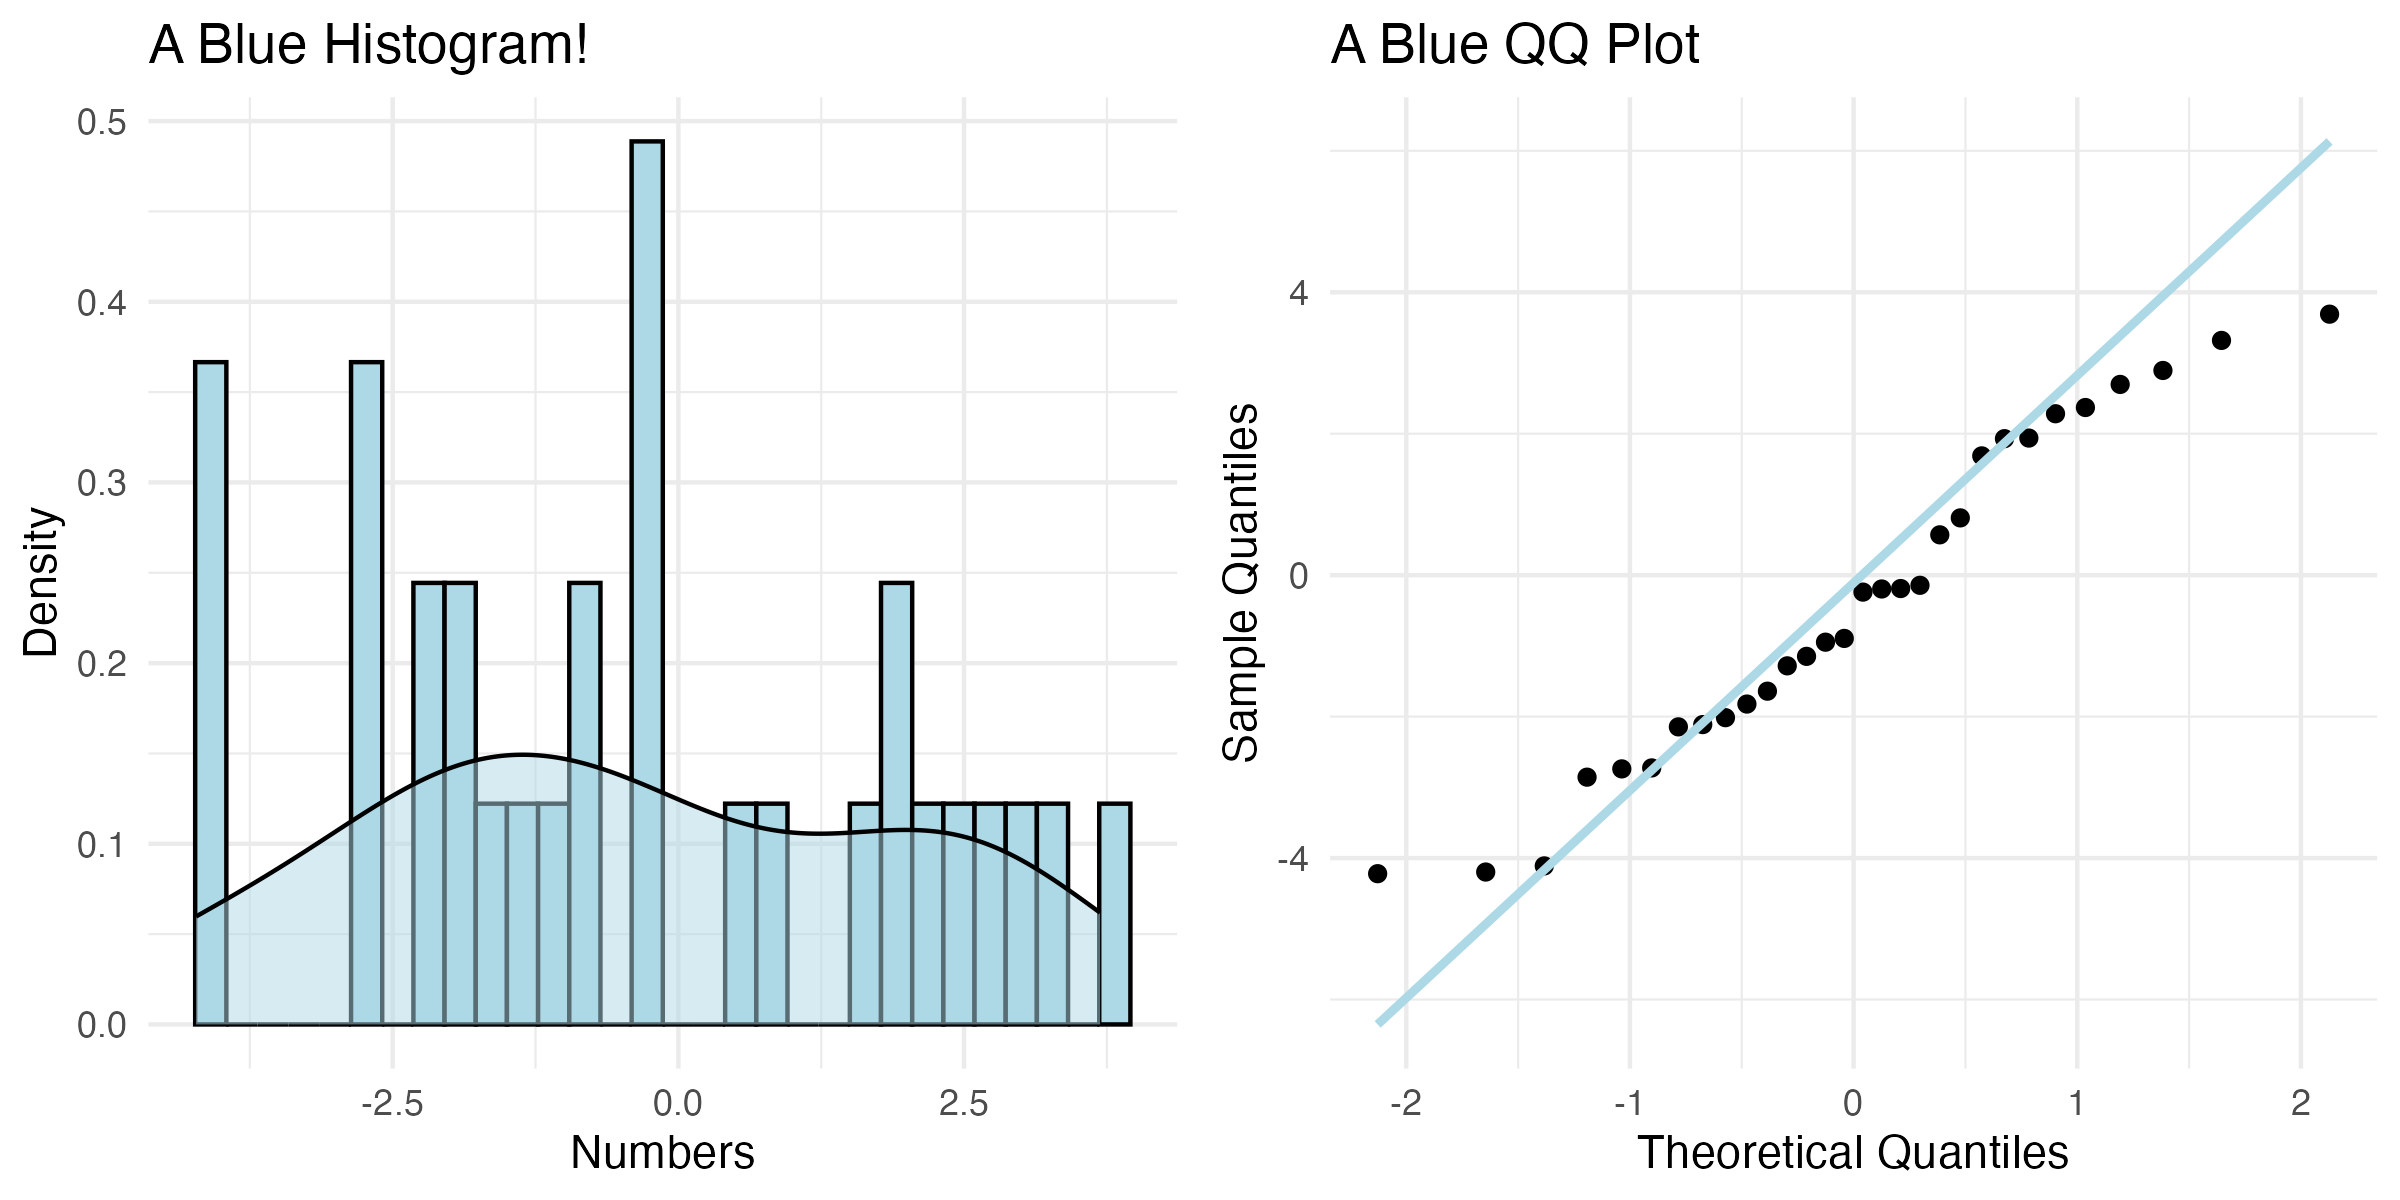 A Blue Histogram!
0.5
0.4
0.3
0.2
0.1
0.0
Density
-2.5 0.0 2.5
Numbers
A Blue QQ Plot
4
0
-4
Sample Quantiles
-2 -1 0 1 2
Theoretical Quantiles